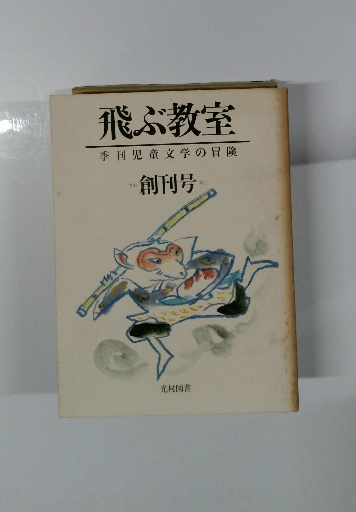 飛ぶ教室
季刊児童文学の冒険
創刊号
光村図書